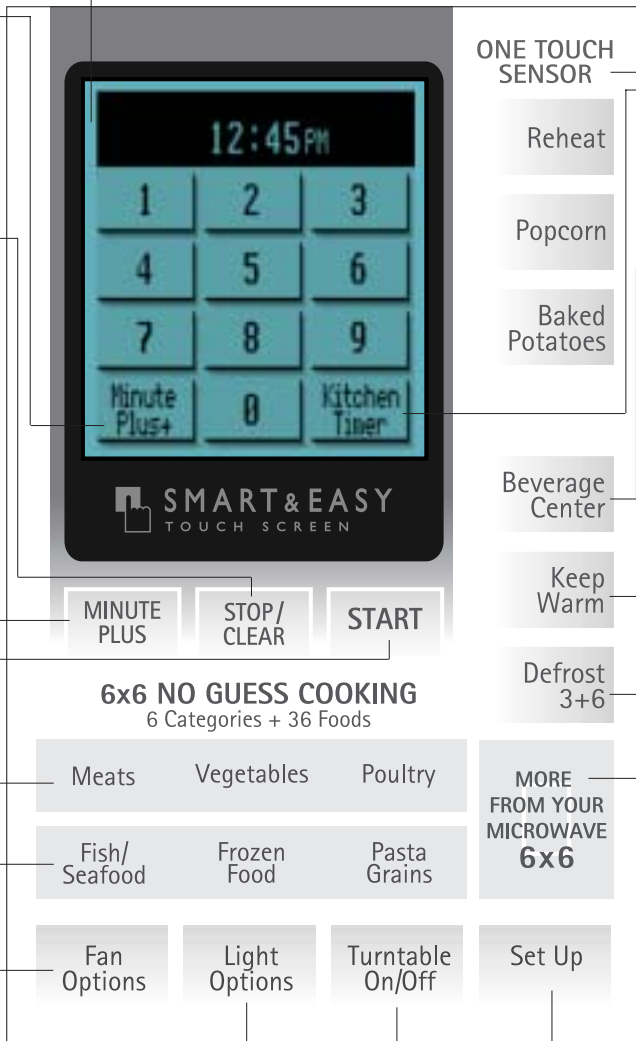 ONE TOUCH
SENSOR
12:45PM
1 2 3
4 5 6
7 8 9
Minute
Plus+
0
Kitchen
Timer
SMART&EASY
TOUCH SCREEN
Reheat
Popcorn
Baked
Potatoes
Beverage
Center
Keep
Warm
Defrost
3+6
MINUTE
PLUS
STOP/
CLEAR
START
6x6 NO GUESS COOKING
6 Categories + 36 Foods
Meats
Vegetables
Poultry
Fish/
Seafood
Frozen
Food
Pasta
Grains
MORE
FROM YOUR
MICROWAVE
6x6
Fan
Options
Light
Options
Turntable
On/Off
Set Up